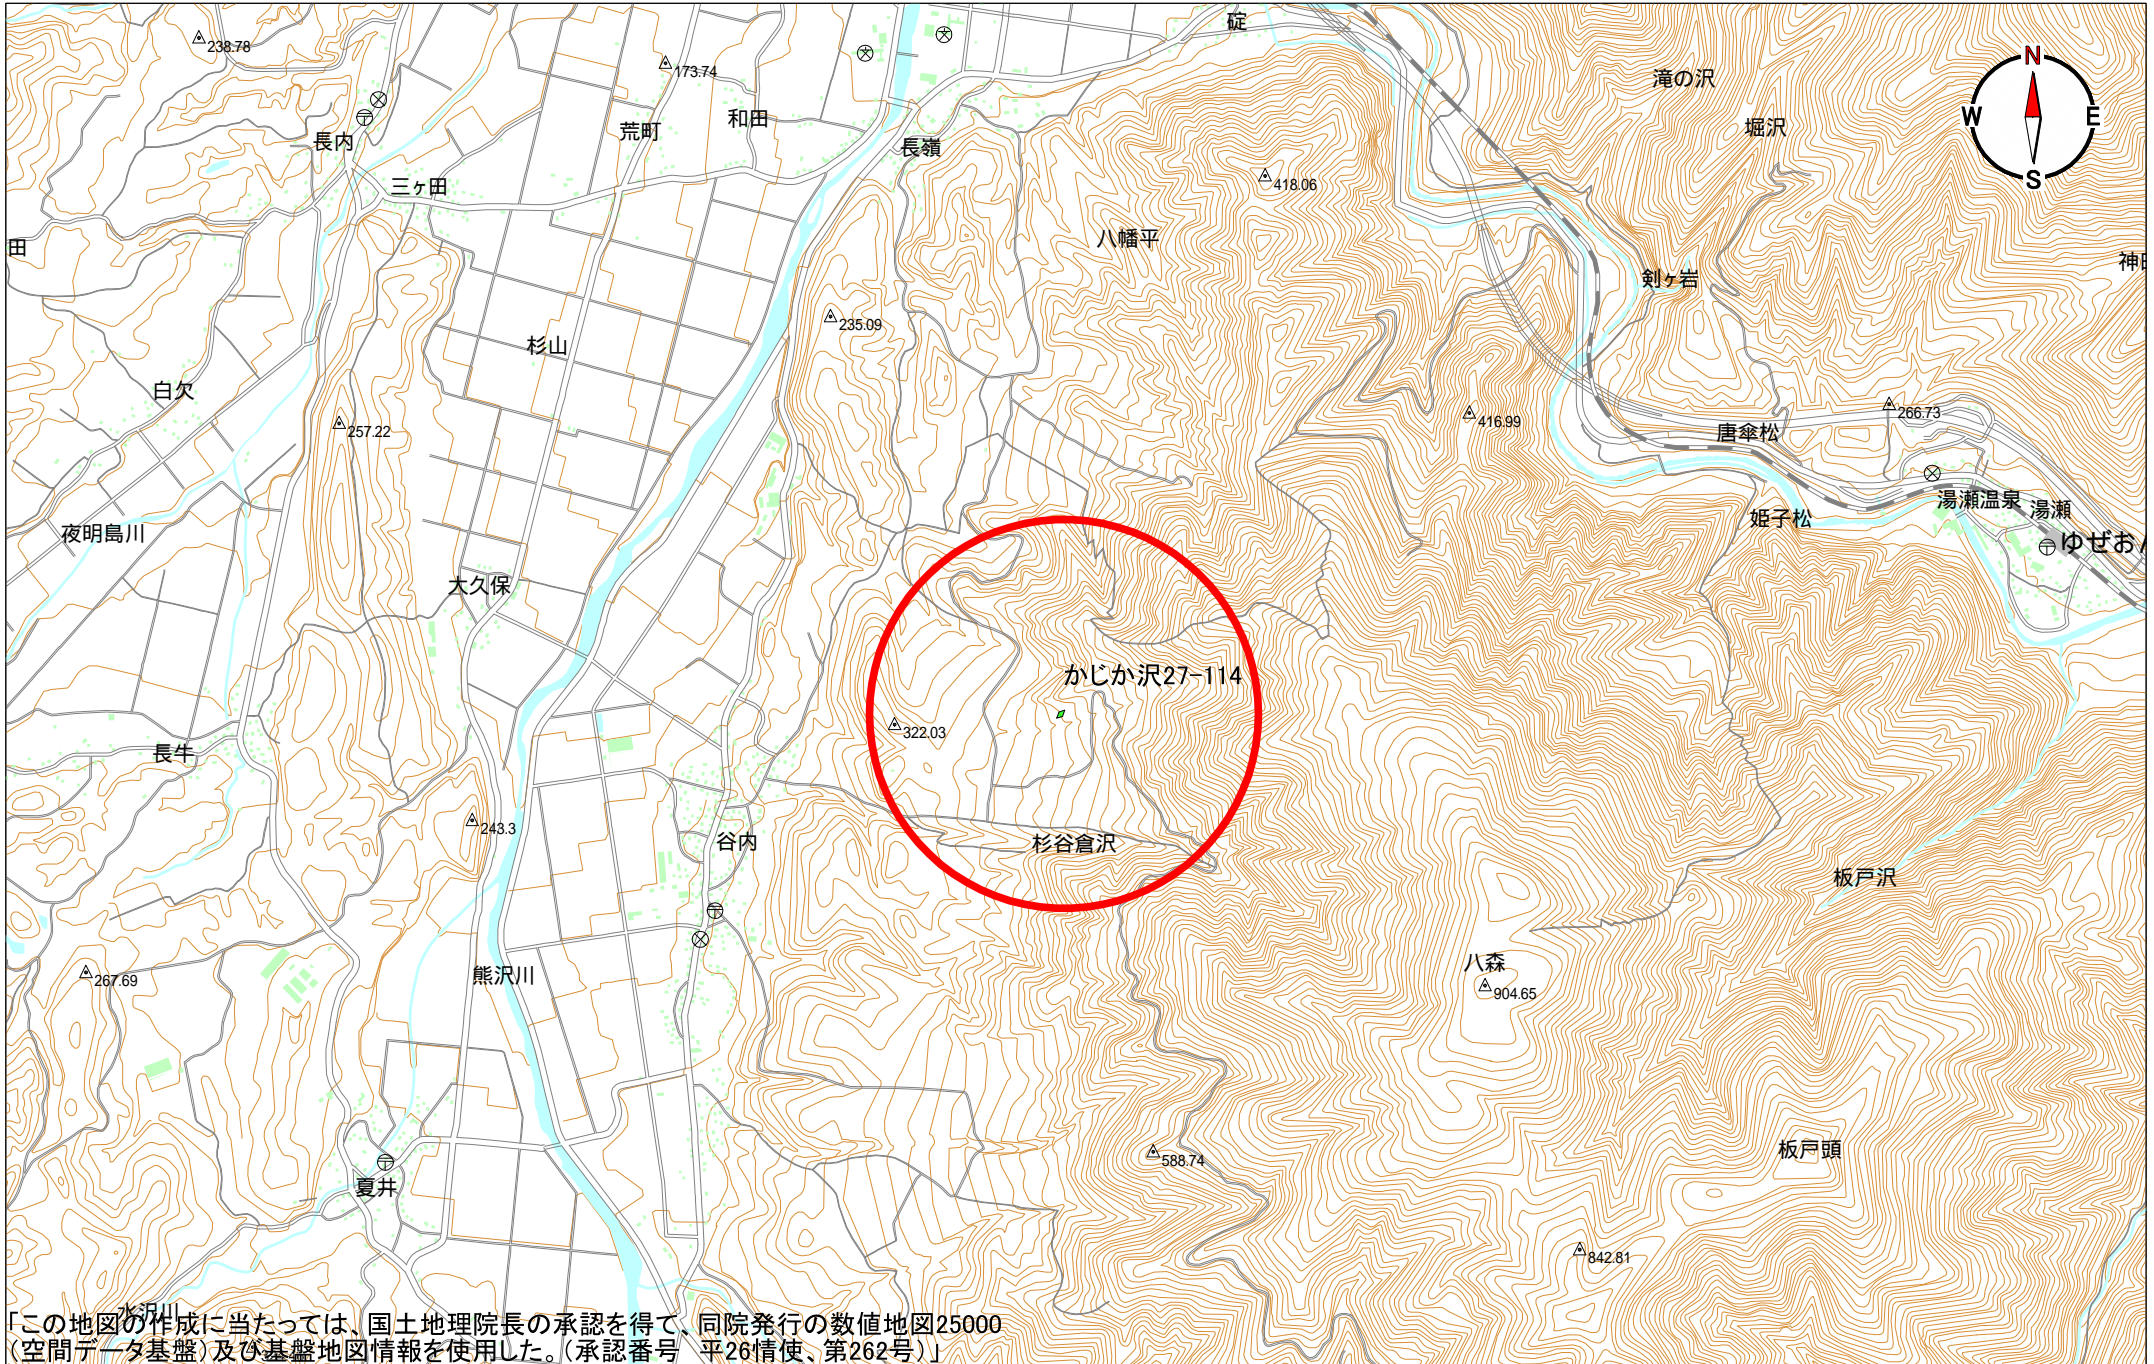 碇
238.78
173.74
滝の沢
N
W
E
S
堀沢
和田
荒町
長内
長嶺
三ヶ田
418.06
八幡平
田
剣ヶ岩
235.09
杉山
白欠
257.22
416.99
266.73
唐傘松
湯瀬温泉
湯瀬
姫子松
夜明島川
ゆぜお
大久保
かじか沢27-114
322.03
長牛
243.3
谷内
杉谷倉沢
板戸沢
八森
904.65
267.69
熊沢川
板戸頭
588.74
夏井
842.81
水沢川
「この地図の作成に当たっては、国土地理院長の承認を得て、同院発行の数値地図25000
(空間データ基盤)及び基盤地図情報を使用した。(承認番号 平26情使、第262号)」